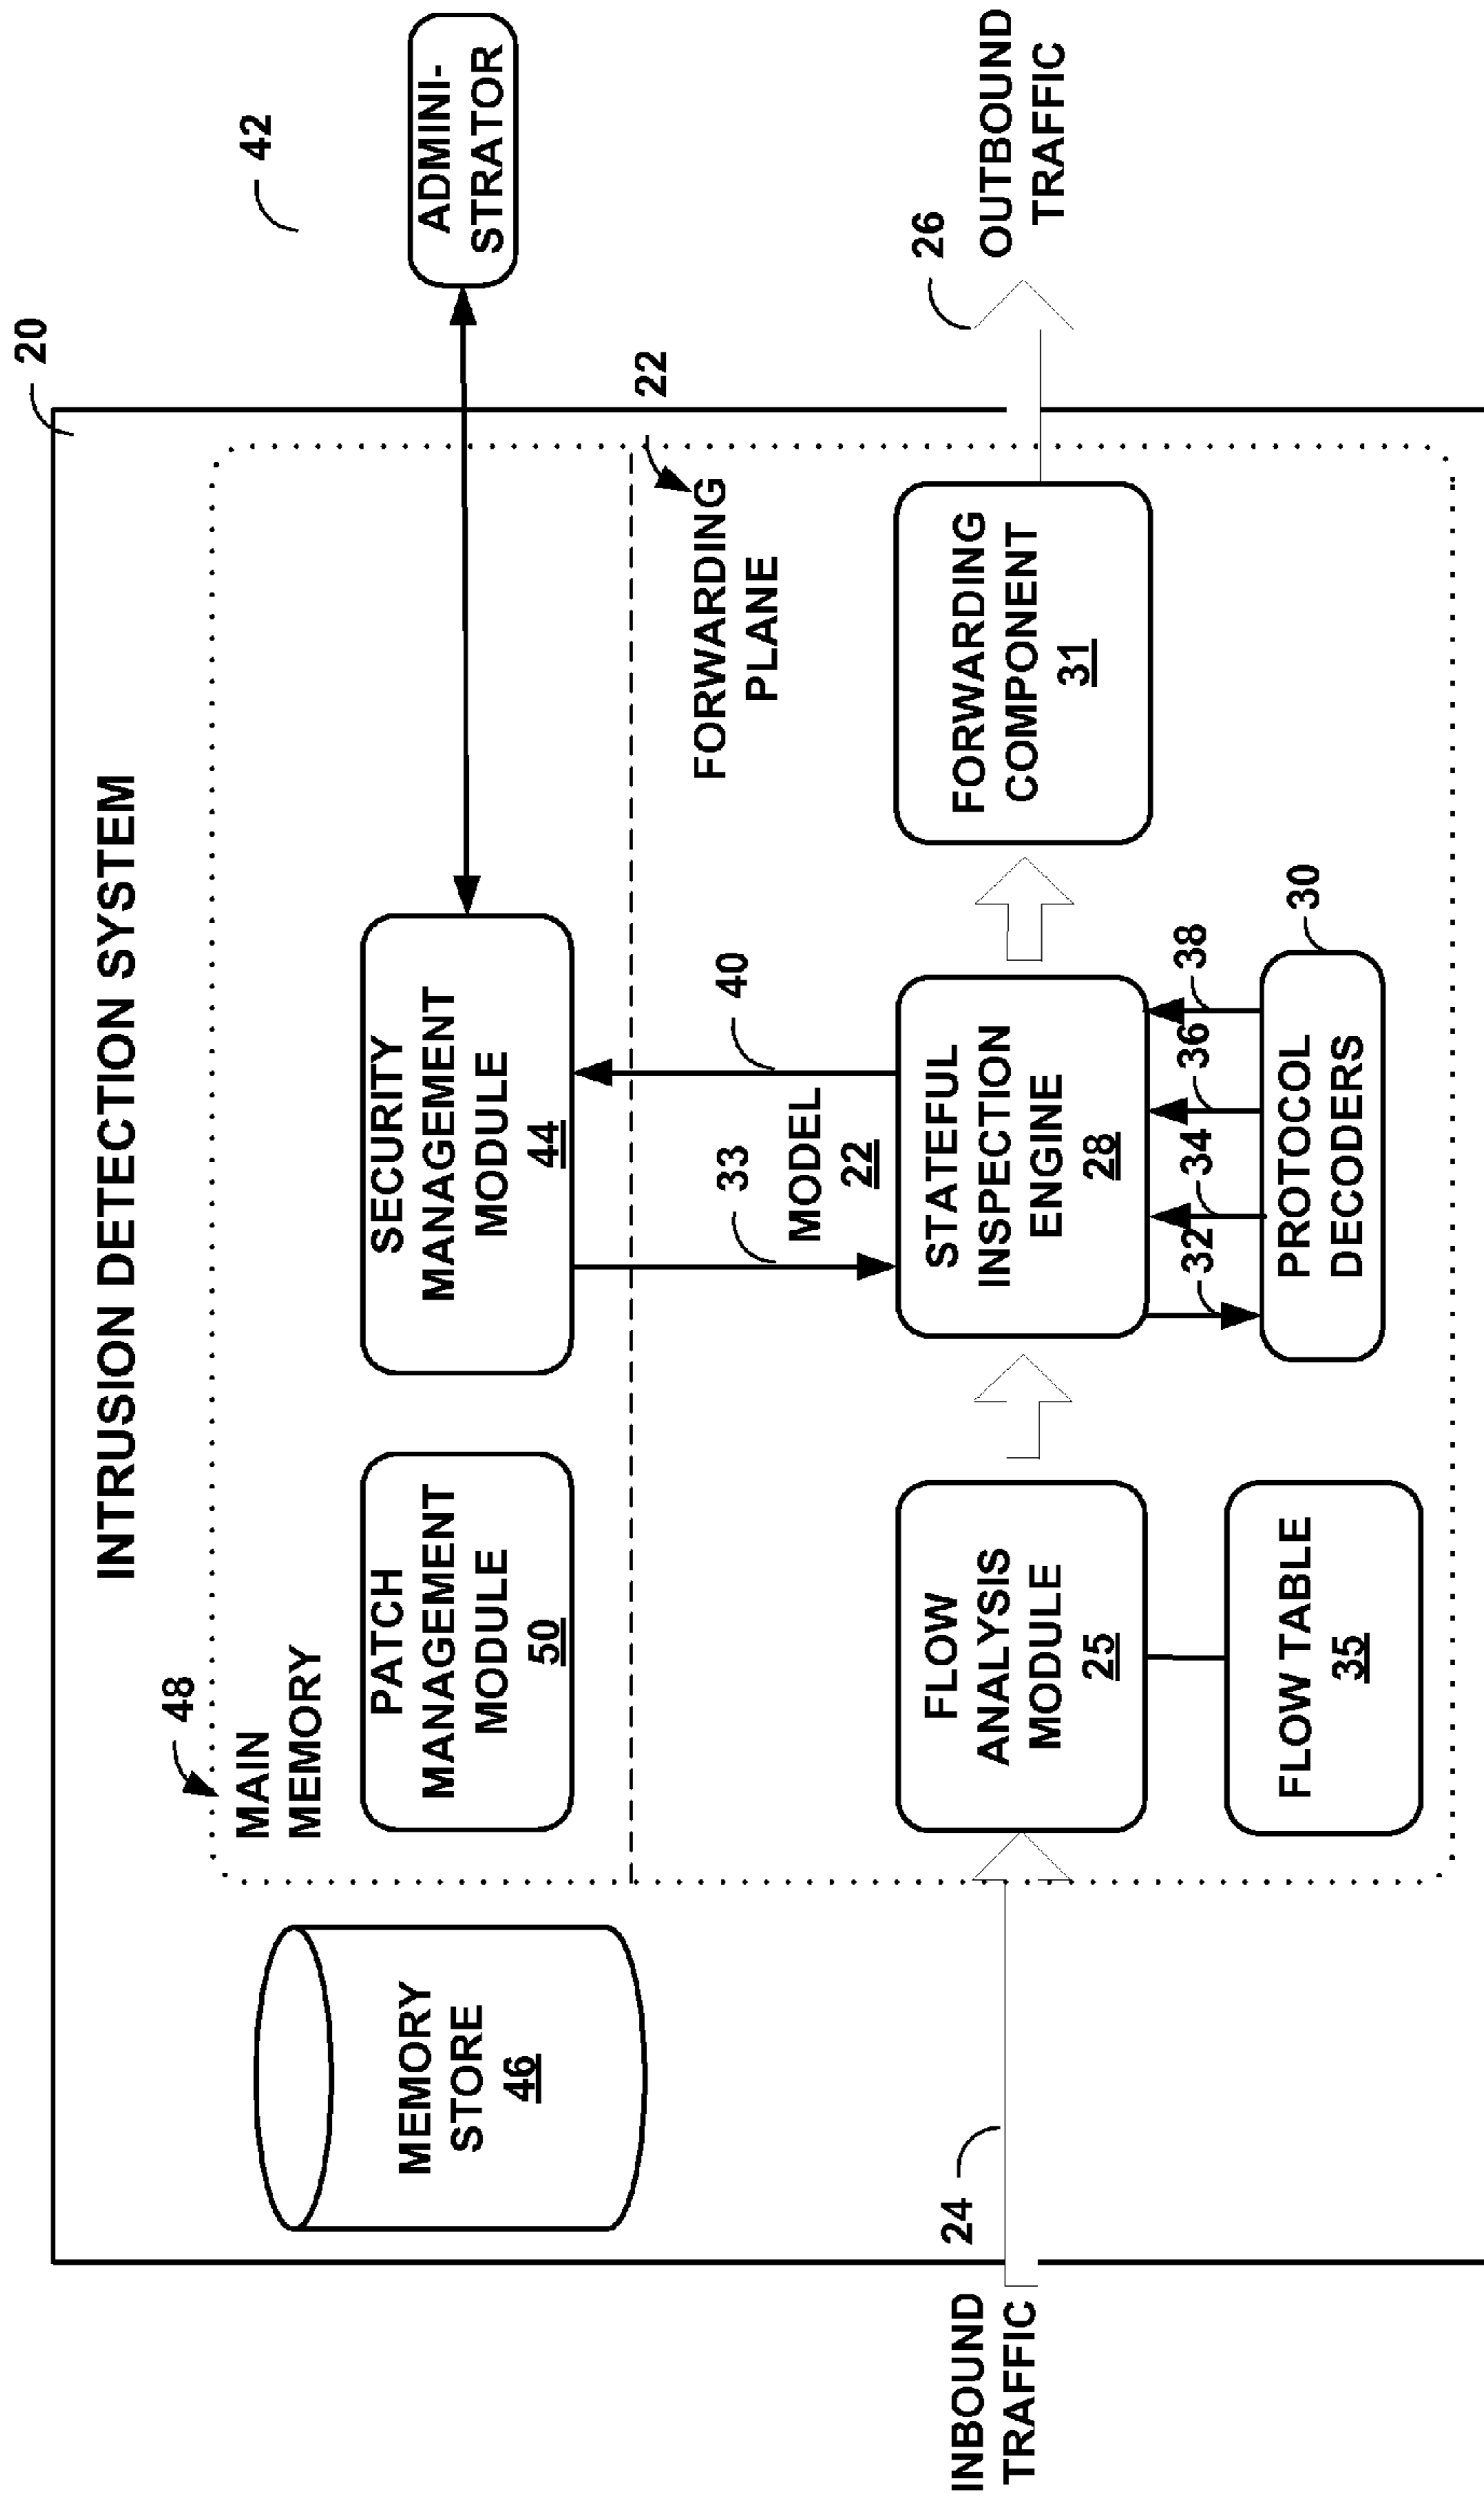 INTRUSION DETECTION SYSTEM
20
48
MAIN
MEMORY
42
MEMORY
STORE
46
PATCH
MANAGEMENT
MODULE
50
SECURITY
MANAGEMENT
MODULE
44
ADMINI-
STRATOR
22
FORWARDING
PLANE
33
40
MODEL
22
INBOUND
TRAFFIC
24
FLOW
ANALYSIS
MODULE
25
STATEFUL
INSPECTION
ENGINE
28
FORWARDING
COMPONENT
31
26
OUTBOUND
TRAFFIC
32
34
36
38
FLOW TABLE
35
PROTOCOL
DECODERS
30